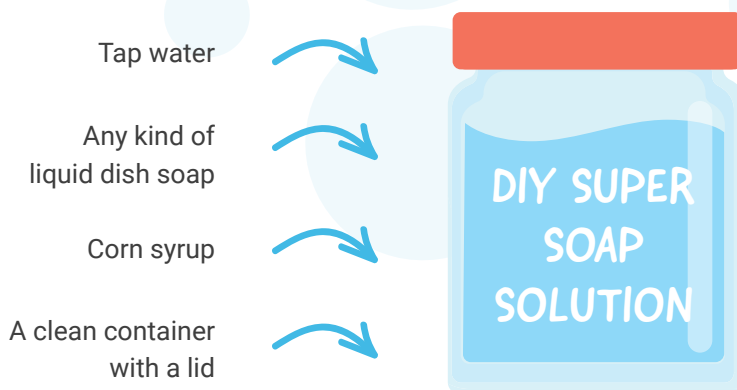 Tap water
Any kind of
liquid dish soap
Corn syrup
A clean container
with a lid
DIY SUPER
SOAP
SOLUTION